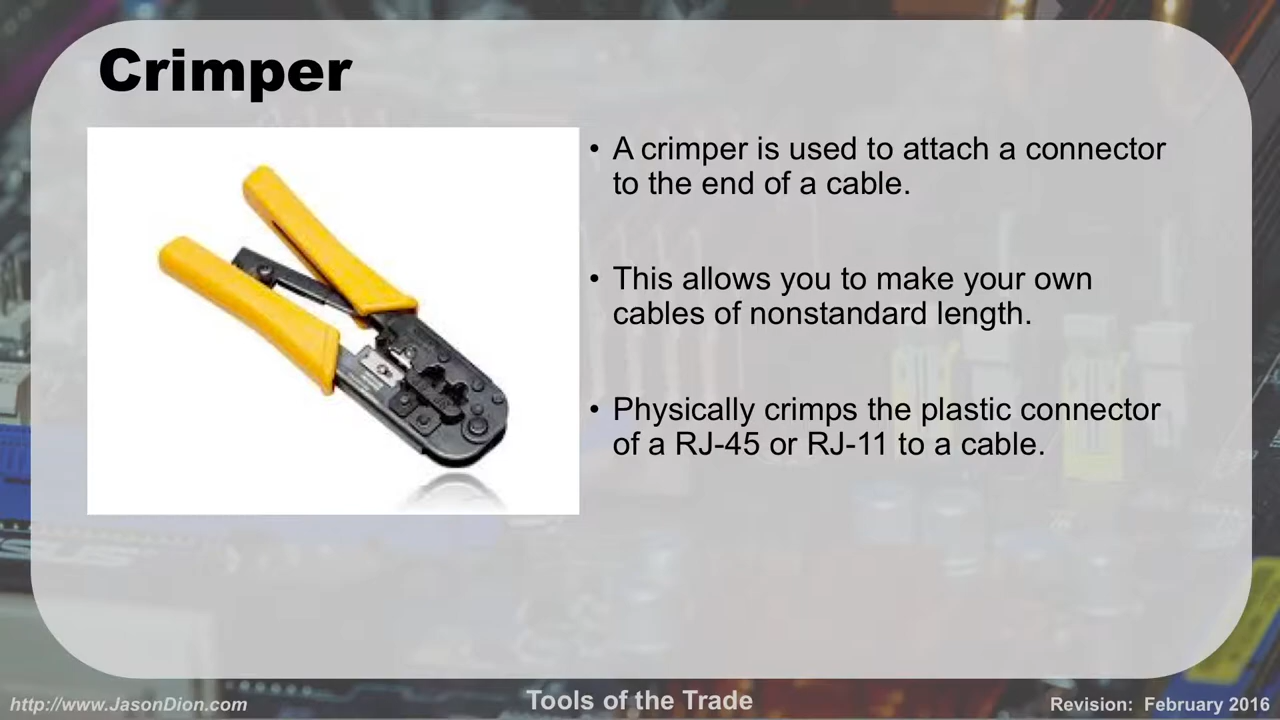 Crimper
• A crimper is used to attach a connector
to the end of a cable.
• This allows you to make your own
cables of nonstandard length.
• Physically crimps the plastic connector
of a RJ-45 or RJ-11 to a cable.
http://www.JasonDion.com
Tools of the Trade
Revision: February 2016